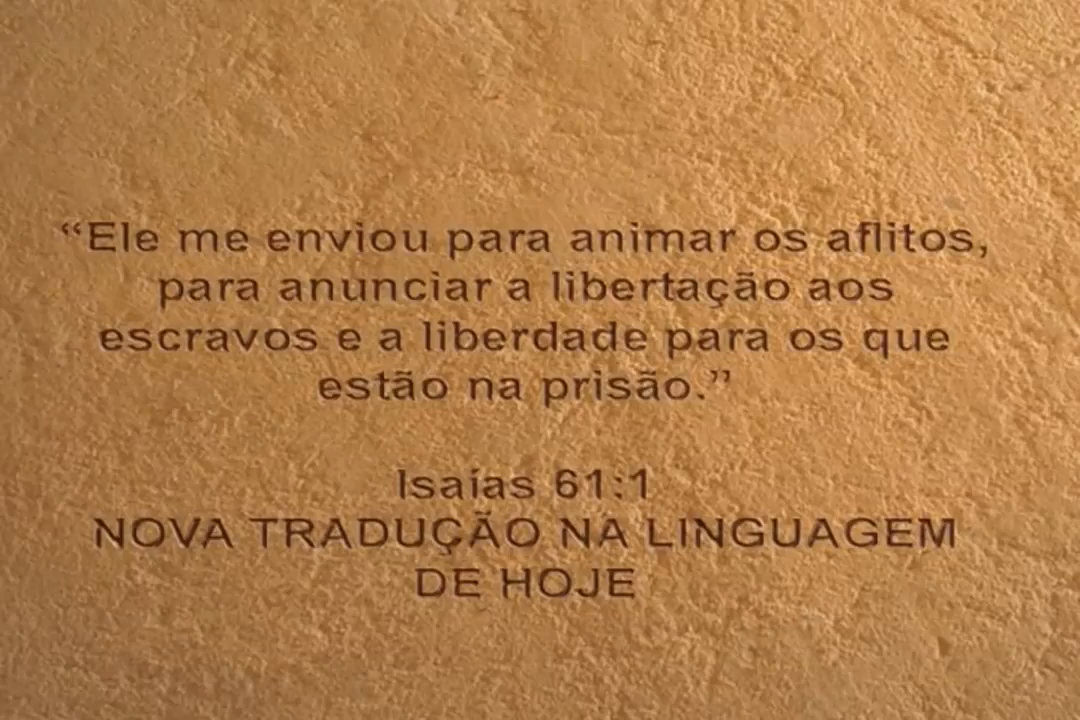 “Ele me enviou para animar os aflitos,
para anunciar a libertação aos
escravos e a liberdade para os que
estão na prisão.”
Isaías 61:1
NOVA TRADUÇÃO NA LINGUAGEM
DE HOJE